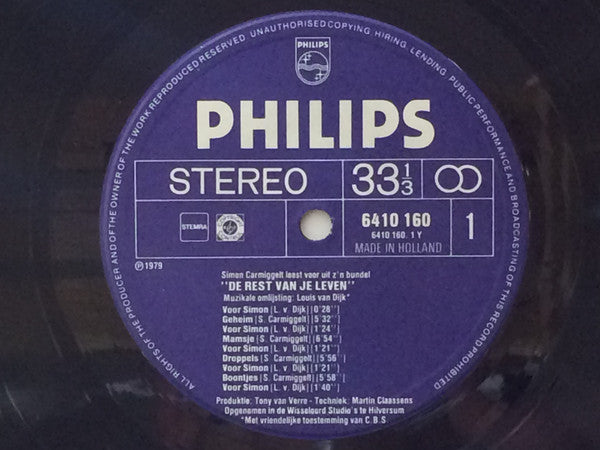 ALL RIGHTS OF THE PRODUCER AND OF THE OWNER OF THE WORK REPRODUCED RESERVED. UNAUTHORISED COPYING, HIRING, LENDING, PUBLIC PERFORMANCE AND BROADCASTING OF THIS RECORD PROHIBITED
PHILIPS
PHILIPS
STEREO 33 1/3
STEMRA
6410 160
6410 160. 1 Y
MADE IN HOLLAND
1
℗1979
Simon Carmiggelt leest voor uit z'n bundel
''DE REST VAN JE LEVEN''
Muzikale omlijsting: Louis van Dijk*
Voor Simon|L. v. Dijk||0'28''|
Geheim|S. Carmiggelt||5'32''|
Voor Simon|L. v. Dijk||1'24''|
Mamsje|S. Carmiggelt||6'54''|
Voor Simon|L. v. Dijk||1'21''|
Dreppels|S. Carmiggelt||5'56''|
Voor Simon|L. v. Dijk||1'21''|
Boontjes|S. Carmiggelt||5'58''|
Voor Simon|L. v. Dijk||1'40''|
Produktie: Tony van Verre - Techniek: Martin Claassens
Opgenomen in de Wisseloord Studio's te Hilversum
*Met vriendelijke toestemming van C.B.S.